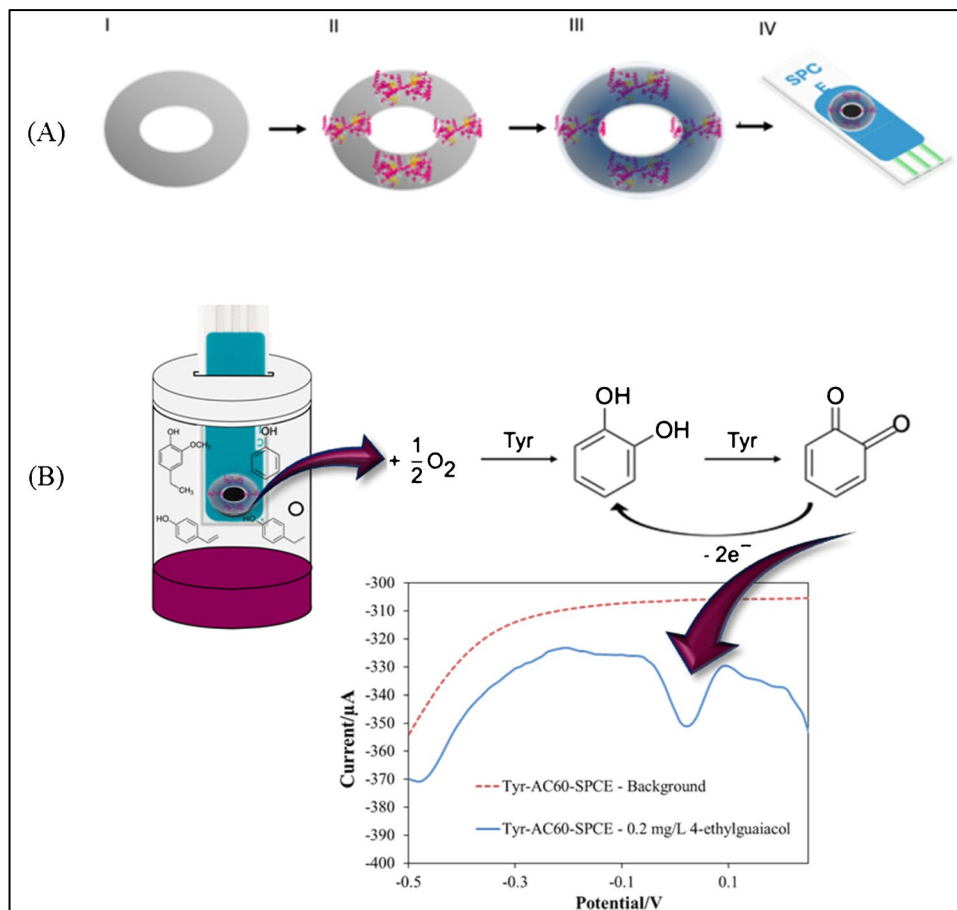 I
II
III
IV
(A)
SPC
E
(B)
OH
OCH₃
OH
HO
HO
+ 1/2 O₂
Tyr
OH
OH
Tyr
O
O
- 2e⁻
-300
-310
-320
-330
-340
-350
-360
-370
-380
-390
-400
Current/µA
Tyr-AC60-SPCE - Background
Tyr-AC60-SPCE - 0.2 mg/L 4-ethylguaiacol
-0.5
-0.3
-0.1
0.1
Potential/V